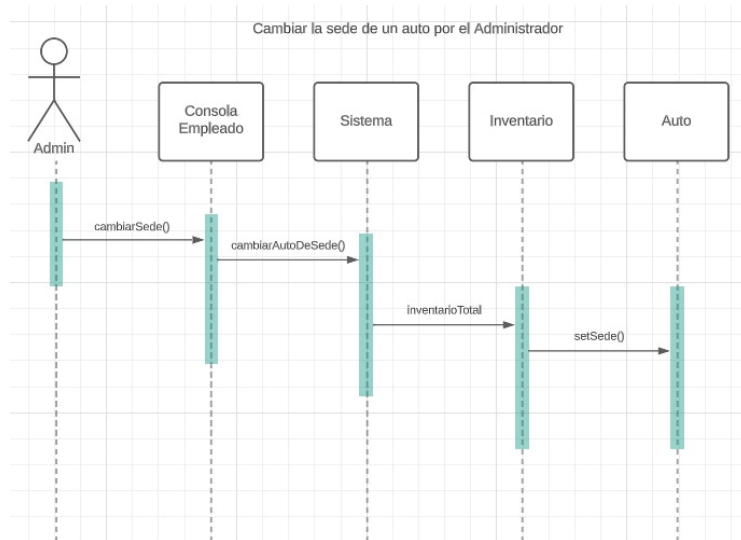 Cambiar la sede de un auto por el Administrador
Admin
Consola
Empleado
Sistema
Inventario
Auto
cambiarSede()
cambiarAutoDeSede()
inventarioTotal
setSede()